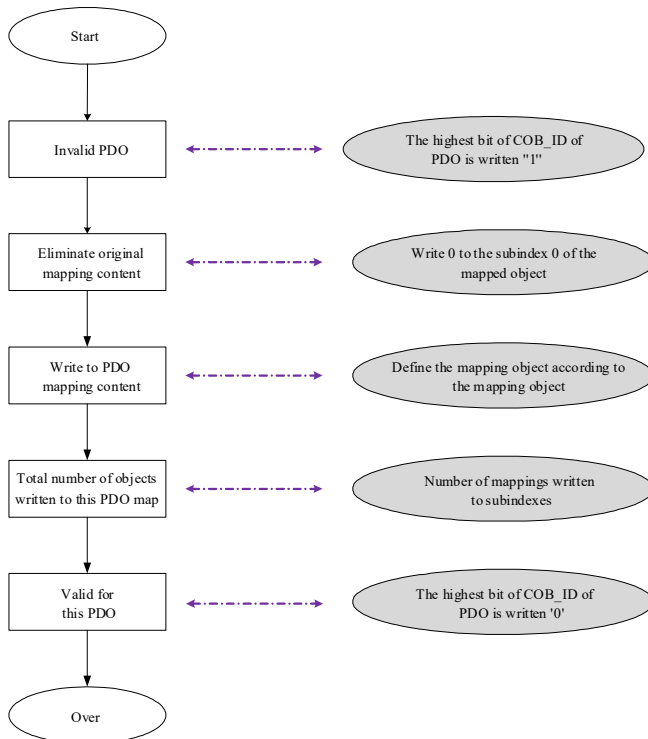 Start
Invalid PDO
The highest bit of COB_ID of
PDO is written "1"
Eliminate original
mapping content
Write 0 to the subindex 0 of the
mapped object
Write to PDO
mapping content
Define the mapping object according to
the mapping object
Total number of objects
written to this PDO map
Number of mappings written
to subindexes
Valid for
this PDO
The highest bit of COB_ID of
PDO is written '0'
Over